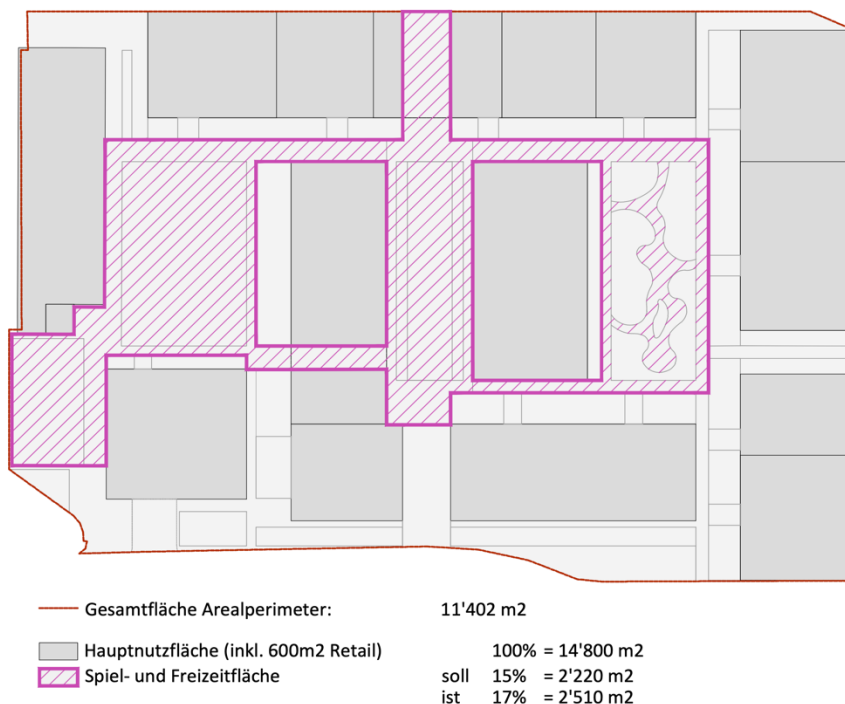 Gesamtfläche Arealperimeter: 11'402 m2
Hauptnutzfläche (inkl. 600m2 Retail) 100% = 14'800 m2
Spiel- und Freizeitfläche soll 15% = 2'220 m2
ist 17% = 2'510 m2